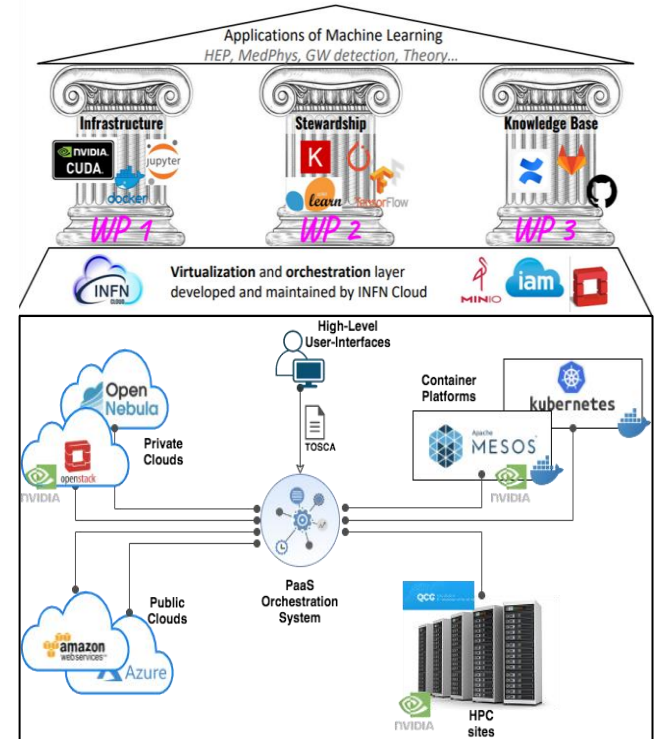 Applications of Machine Learning
HEP, MedPhys, GW detection, Theory...
Infrastructure
Stewardship
Knowledge Base
NVIDIA.
CUDA.
jupyter
docker
K
learn
TensorFlow
WP 1
WP 2
WP 3
INFN
CLOUD
Virtualization and orchestration layer
developed and maintained by INFN Cloud
MINIO
iam
High-Level
User-Interfaces
Open
Nebula
Private
Clouds
openstack
NVIDIA
TOSCA
Container
Platforms
kubernetes
Apache
MESOS
NVIDIA
PaaS
Orchestration
System
Public
Clouds
amazon
webservices
Azure
QCG
HPC
sites
NVIDIA